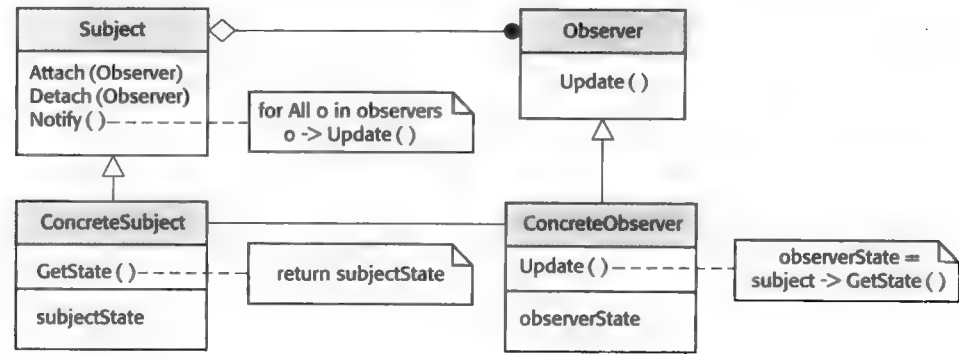 Subject
Attach (Observer)
Detach (Observer)
Notify ( )
for All o in observers
o -> Update ( )
Observer
Update ( )
ConcreteSubject
GetState ( )
subjectState
return subjectState
ConcreteObserver
Update ( )
observerState
observerState =
subject -> GetState ( )